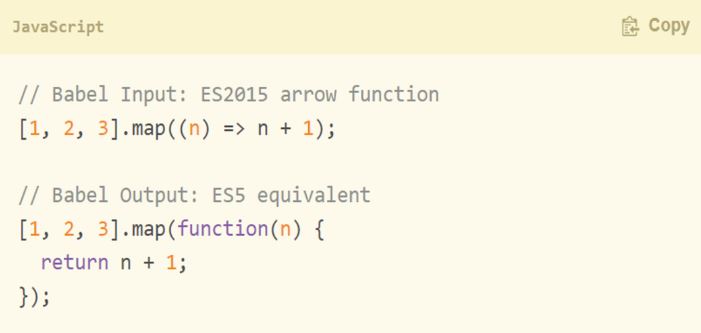 JavaScript
Copy
// Babel Input: ES2015 arrow function
[1, 2, 3].map((n) => n + 1);
// Babel Output: ES5 equivalent
[1, 2, 3].map(function(n) {
  return n + 1;
});